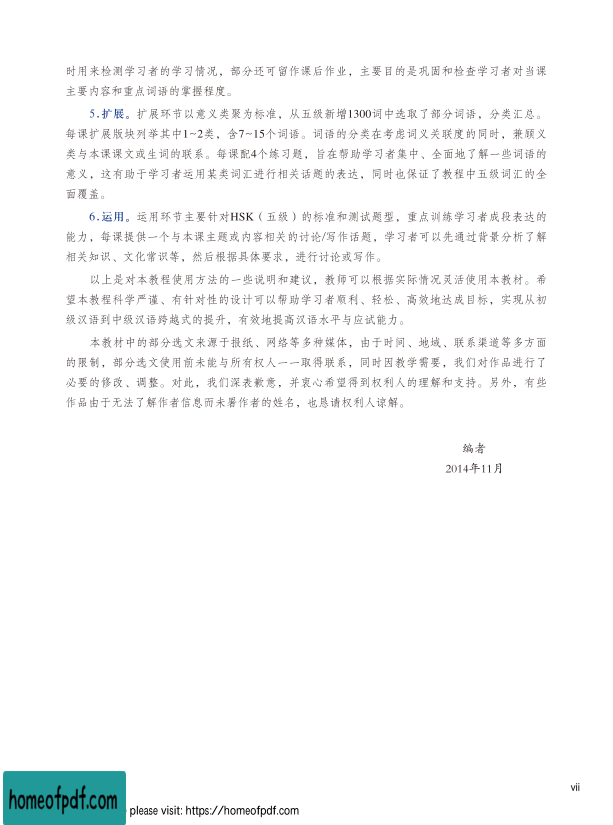 时用来检测学习者的学习情况，部分还可留作课后作业，主要目的是巩固和检查学习者对当课
主要内容和重点词语的掌握程度。
5.扩展。扩展环节以意义类聚为标准，从五级新增1300词中选取了部分词语，分类汇总。
每课扩展版块列举其中1~2类，含7~15个词语。词语的分类在考虑词义关联度的同时，兼顾义
类与本课课文或生词的联系。每课配4个练习题，旨在帮助学习者集中、全面地了解一些词语的
意义，这有助于学习者运用某类词汇进行相关话题的表达，同时也保证了教程中五级词汇的全
面覆盖。
6.运用。运用环节主要针对HSK（五级）的标准和测试题型，重点训练学习者成段表达的
能力，每课提供一个与本课主题或内容相关的讨论/写作话题，学习者可以先通过背景分析了解
相关知识、文化常识等，然后根据具体要求，进行讨论或写作。
以上是对本教程使用方法的一些说明和建议，教师可以根据实际情况灵活使用本教材。希
望本教程科学严谨、有针对性的设计可以帮助学习者顺利、轻松、高效地达成目标，实现从初
级汉语到中级汉语跨越式的提升，有效地提高汉语水平与应试能力。
本教材中的部分选文来源于报纸、网络等多种媒体，由于时间、地域、联系渠道等多方面
的限制，部分选文使用前未能与所有权人一一取得联系，同时因教学需要，我们对作品进行了
必要的修改、调整。对此，我们深表歉意，并衷心希望得到权利人的理解和支持。另外，有些
作品由于无法了解作者信息而未署作者的姓名，也恳请权利人谅解。
编者
2014年11月
vii
homeofpdf.com
please visit: https://homeofpdf.com